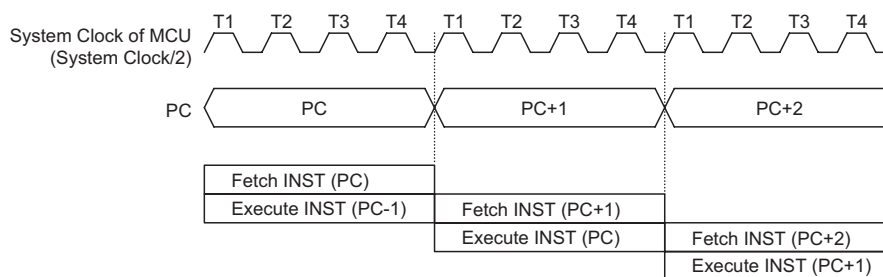 T1 T2 T3 T4 T1 T2 T3 T4 T1 T2 T3 T4
System Clock of MCU
(System Clock/2)
PC PC PC+1 PC+2
Fetch INST (PC)
Execute INST (PC-1) Fetch INST (PC+1)
Execute INST (PC) Fetch INST (PC+2)
Execute INST (PC+1)